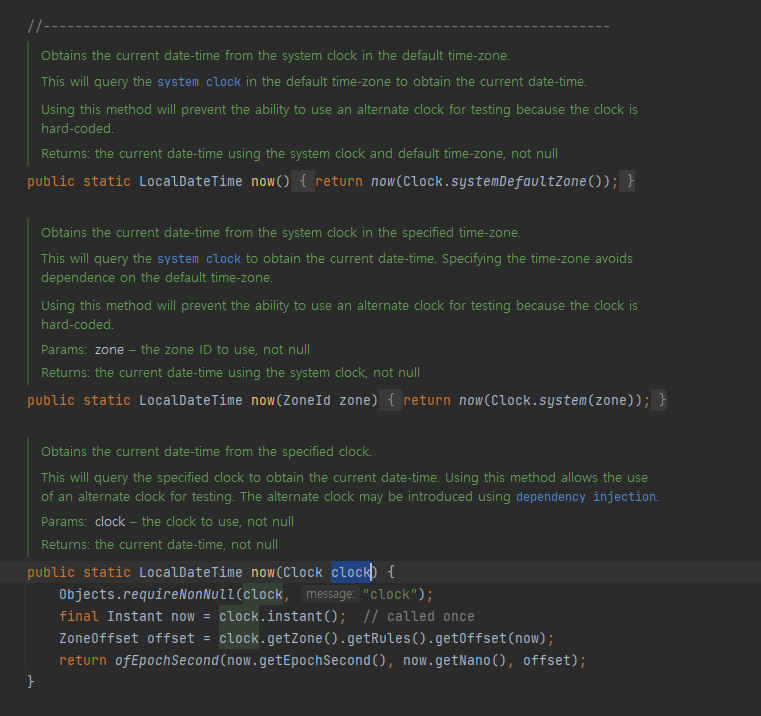 //------------------------------------------------------------------------
Obtains the current date-time from the system clock in the default time-zone.
This will query the system clock in the default time-zone to obtain the current date-time.
Using this method will prevent the ability to use an alternate clock for testing because the clock is
hard-coded.
Returns: the current date-time using the system clock and default time-zone, not null
public static LocalDateTime now() { return now(Clock.systemDefaultZone()); }
Obtains the current date-time from the system clock in the specified time-zone.
This will query the system clock to obtain the current date-time. Specifying the time-zone avoids
dependence on the default time-zone.
Using this method will prevent the ability to use an alternate clock for testing because the clock is
hard-coded.
Params: zone – the zone ID to use, not null
Returns: the current date-time using the system clock, not null
public static LocalDateTime now(ZoneId zone) { return now(Clock.system(zone)); }
Obtains the current date-time from the specified clock.
This will query the specified clock to obtain the current date-time. Using this method allows the use
of an alternate clock for testing. The alternate clock may be introduced using dependency injection.
Params: clock – the clock to use, not null
Returns: the current date-time, not null
public static LocalDateTime now(Clock clock) {
Objects.requireNonNull(clock, message: "clock");
final Instant now = clock.instant();  // called once
ZoneOffset offset = clock.getZone().getRules().getOffset(now);
return ofEpochSecond(now.getEpochSecond(), now.getNano(), offset);
}